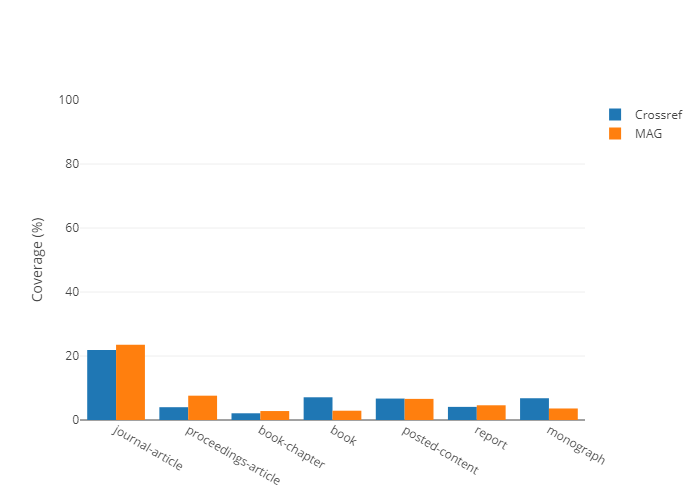 100
80
60
40
20
0
Coverage (%)
journal-article
proceedings-article
book-chapter
book
posted-content
report
monograph
Crossref
MAG